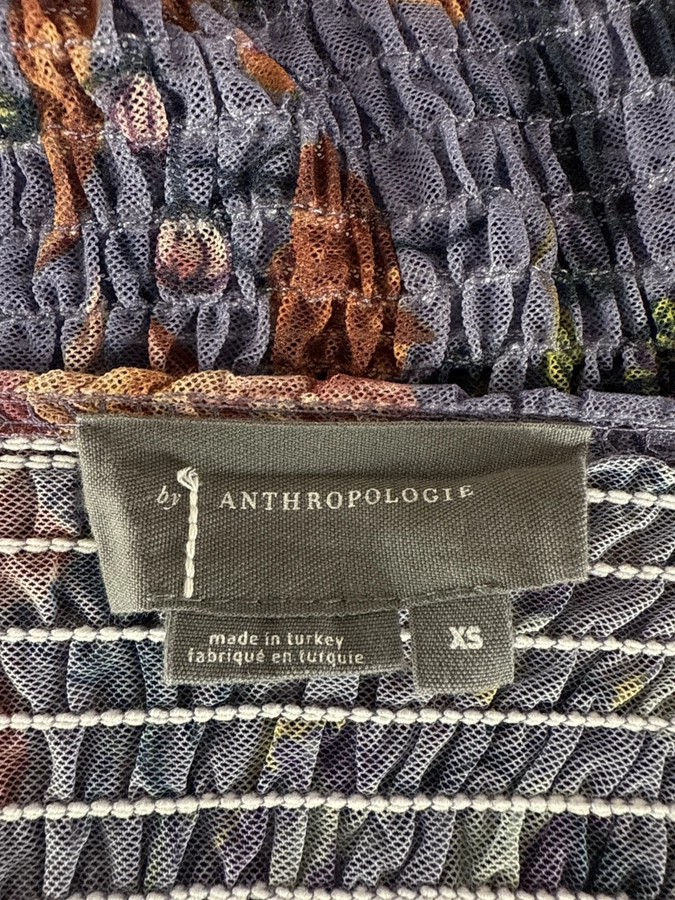 by ANTHROPOLOGIE
made in turkey
fabriqué en turquie
XS